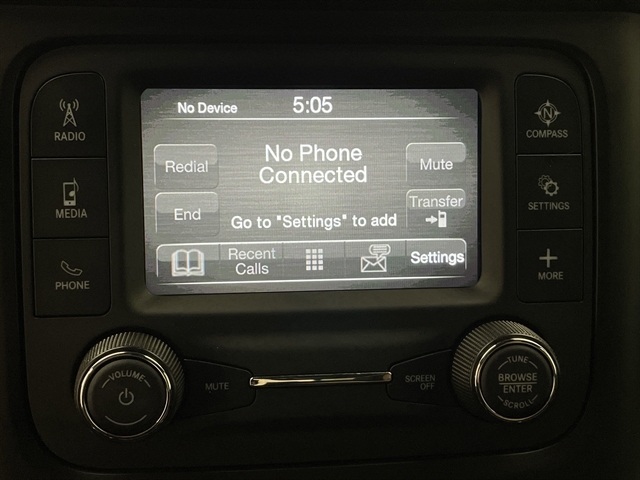 No Device
5:05
RADIO
MEDIA
PHONE
Redial
No Phone
Connected
Mute
End
Go to "Settings" to add
Transfer
Recent
Calls
Settings
N
COMPASS
SETTINGS
MORE
VOLUME
MUTE
SCREEN
OFF
TUNE
BROWSE
ENTER
SCROLL